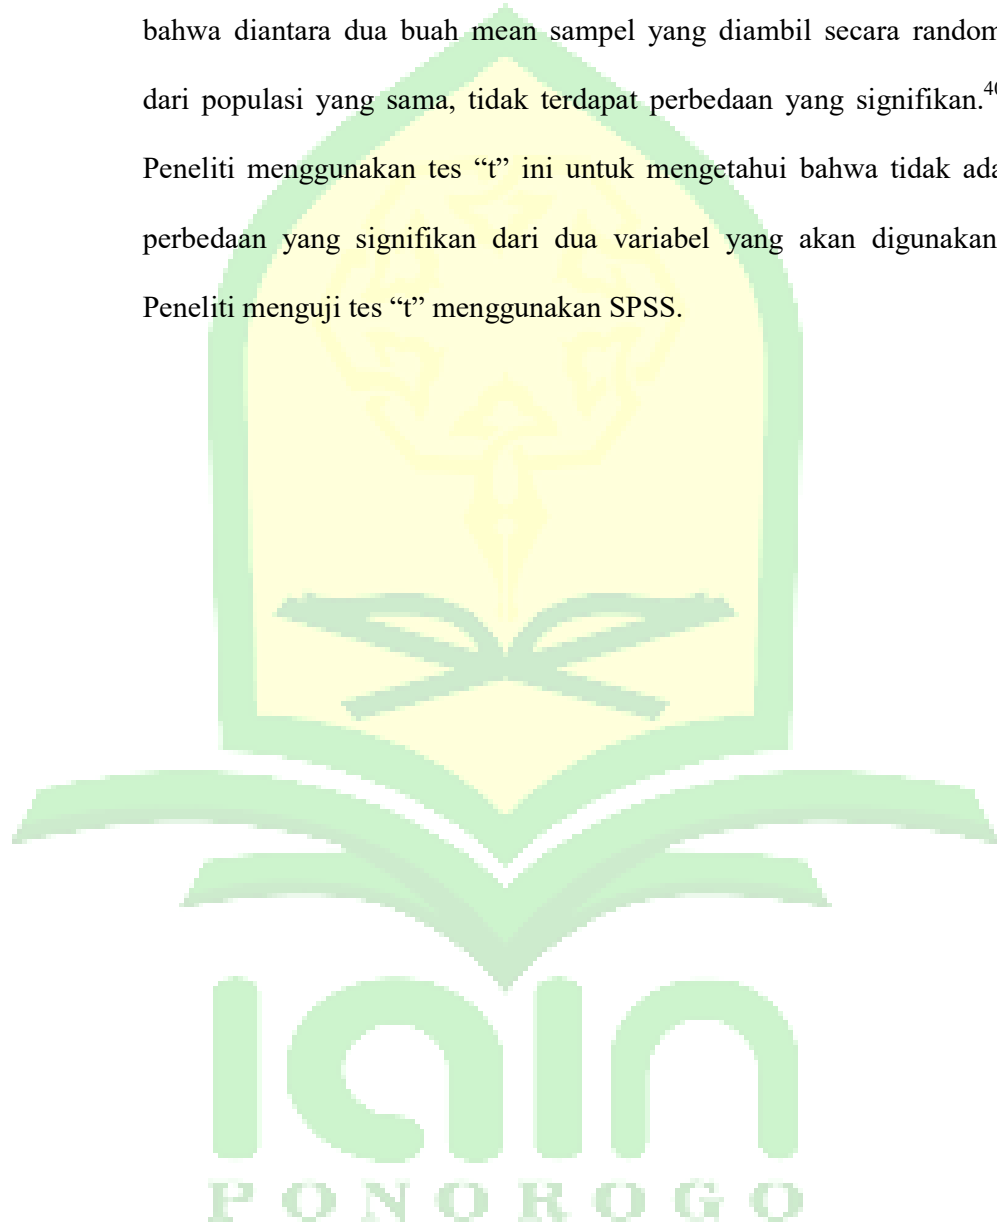 bahwa diantara dua buah mean sampel yang diambil secara random
dari populasi yang sama, tidak terdapat perbedaan yang signifikan.⁴⁰
Peneliti menggunakan tes “t” ini untuk mengetahui bahwa tidak ada
perbedaan yang signifikan dari dua variabel yang akan digunakan
Peneliti menguji tes “t” menggunakan SPSS.
iain
PONOROGO